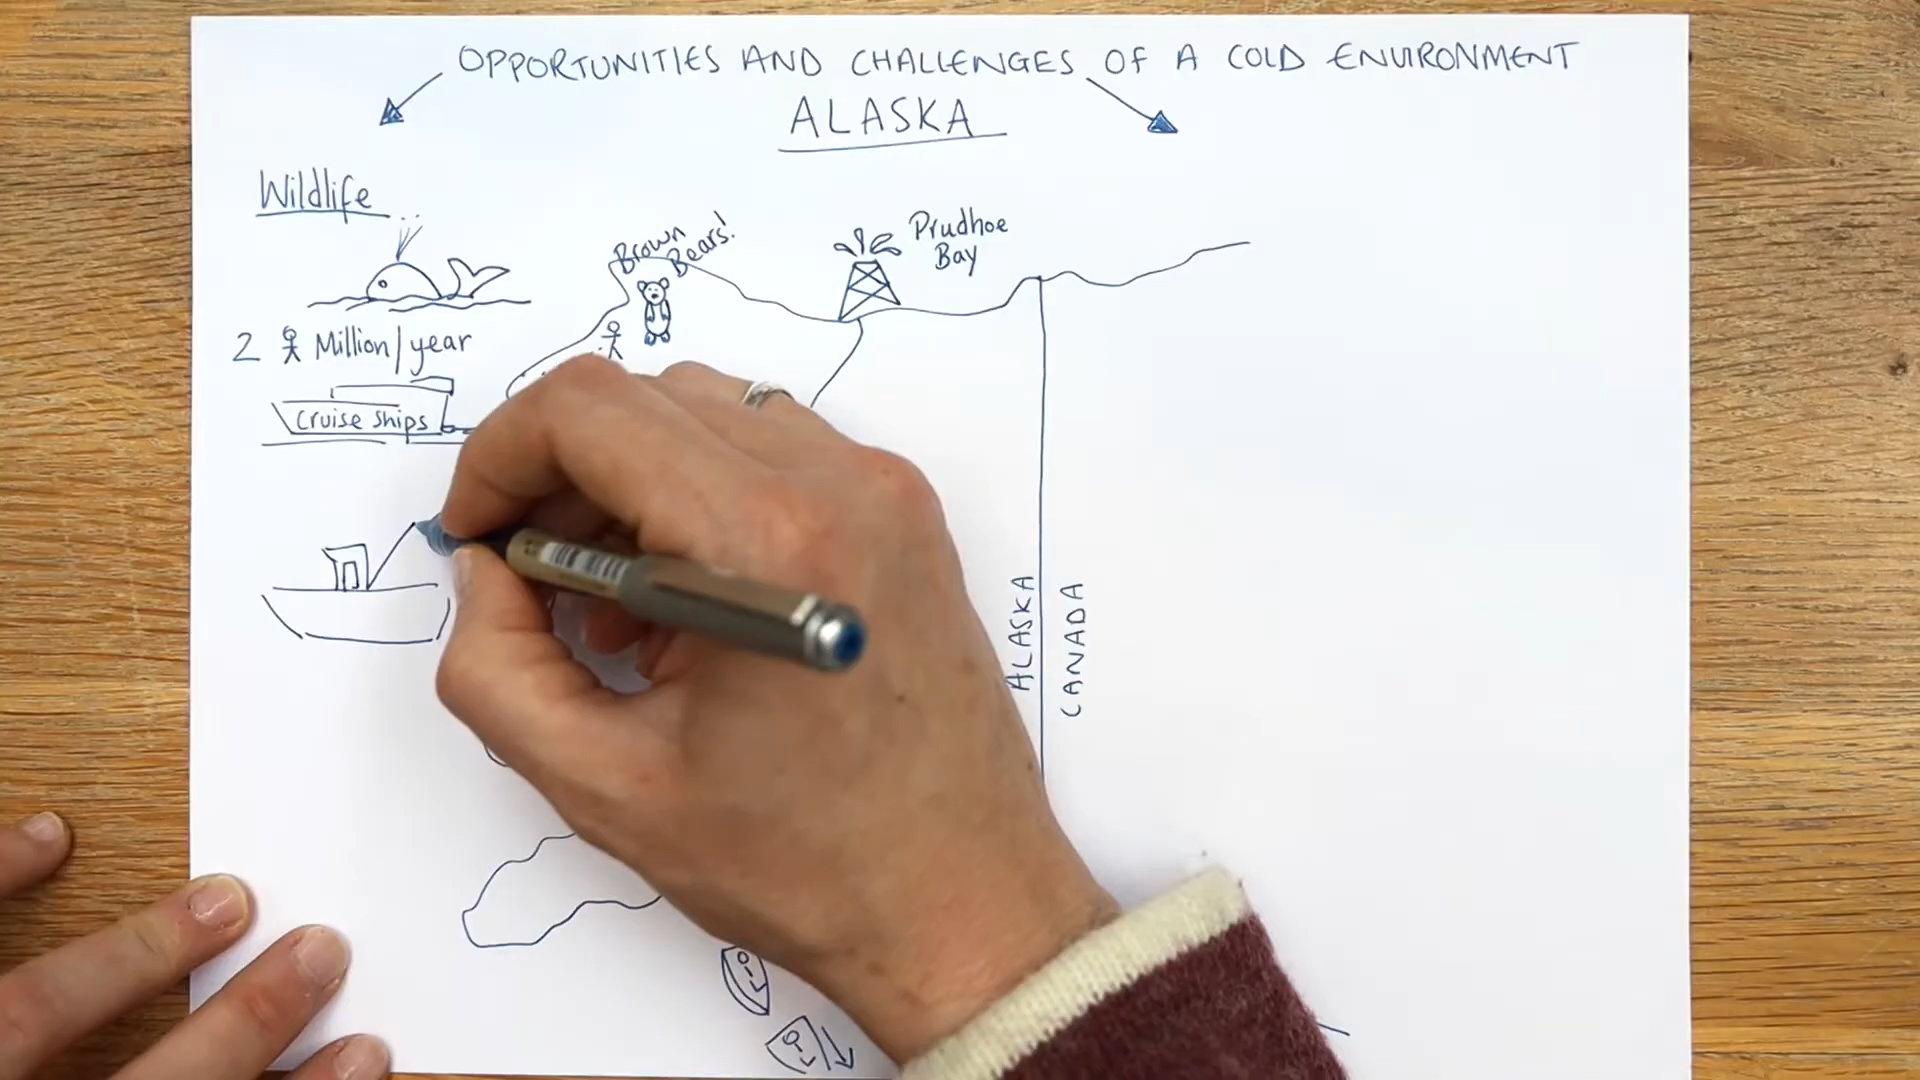 OPPORTUNITIES AND CHALLENGES OF A COLD ENVIRONMENT
ALASKA
Wildlife
2 Million/year
Cruise ships
Brown
Bears!
Prudhoe
Bay
ALASKA
CANADA